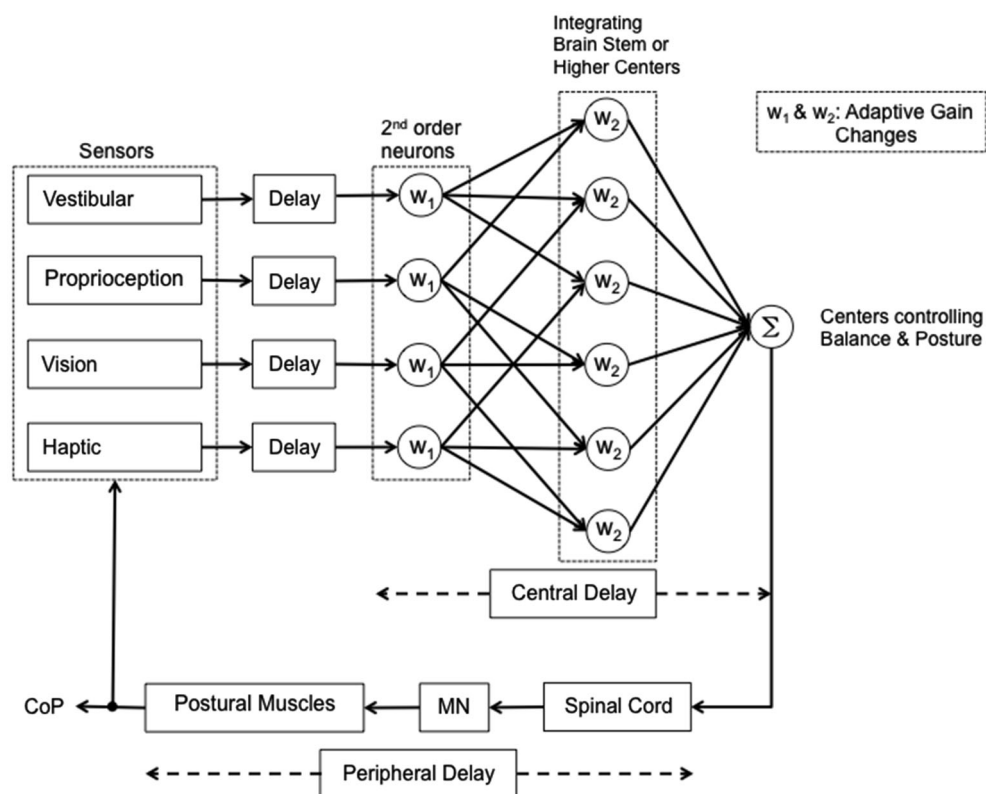 Integrating
Brain Stem or
Higher Centers
w₁ & w₂: Adaptive Gain
Changes
2nd order
neurons
Sensors
Vestibular
Delay
w₁
Proprioception
Delay
w₁
Vision
Delay
w₁
Haptic
Delay
w₁
w₂
w₂
w₂
w₂
w₂
w₂
Σ
Centers controlling
Balance & Posture
Central Delay
CoP
Postural Muscles
MN
Spinal Cord
Peripheral Delay